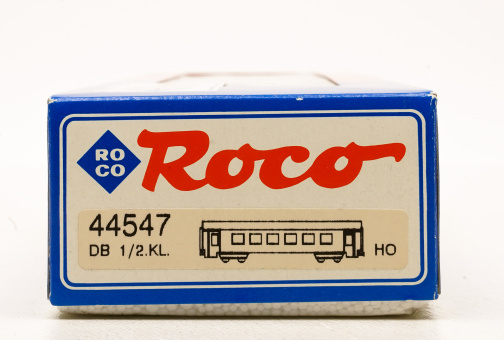 RO
CO
Roco
44547
DB 1/2.KL.
HO